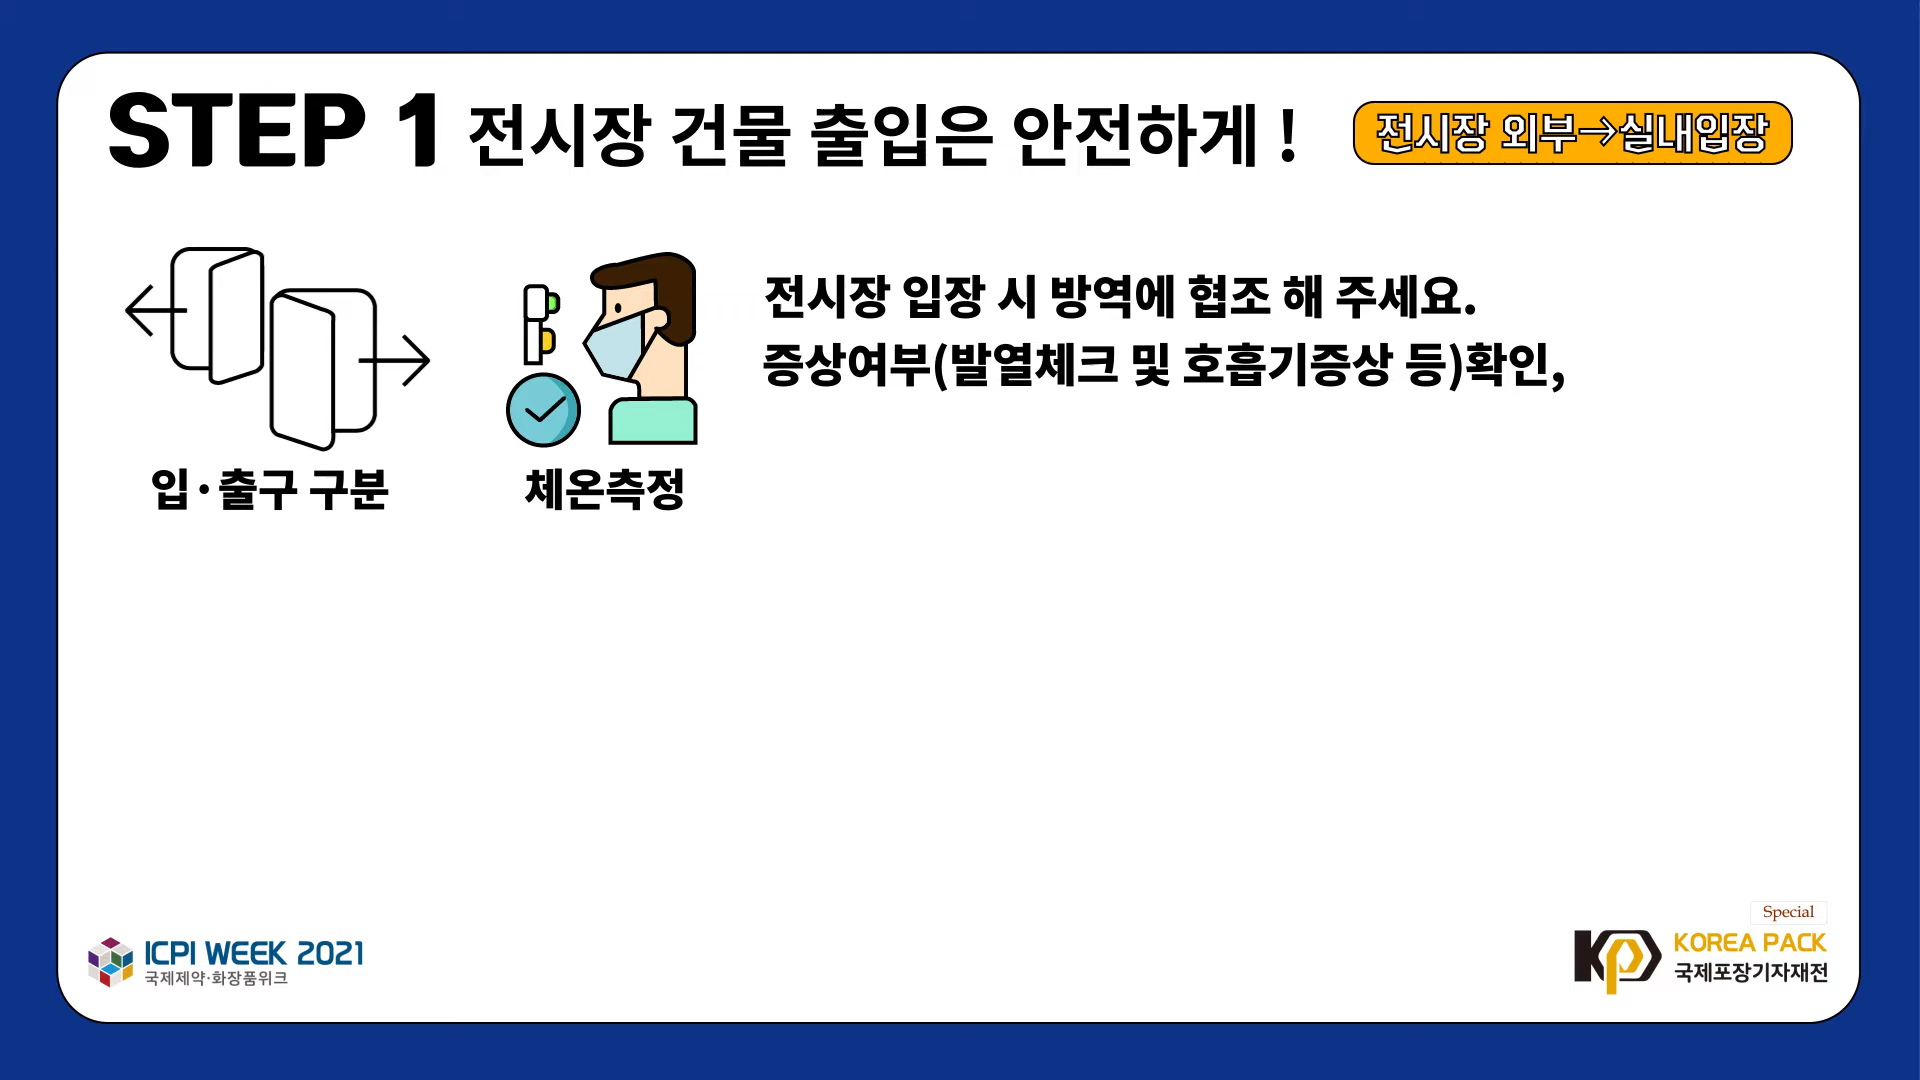 STEP 1 전시장 건물 출입은 안전하게 !
전시장 외부→실내입장
전시장 입장 시 방역에 협조 해 주세요.
증상여부(발열체크 및 호흡기증상 등)확인,
입·출구 구분
체온측정
ICPI WEEK 2021
국제제약·화장품위크
Special
KP
KOREA PACK
국제포장기자재전